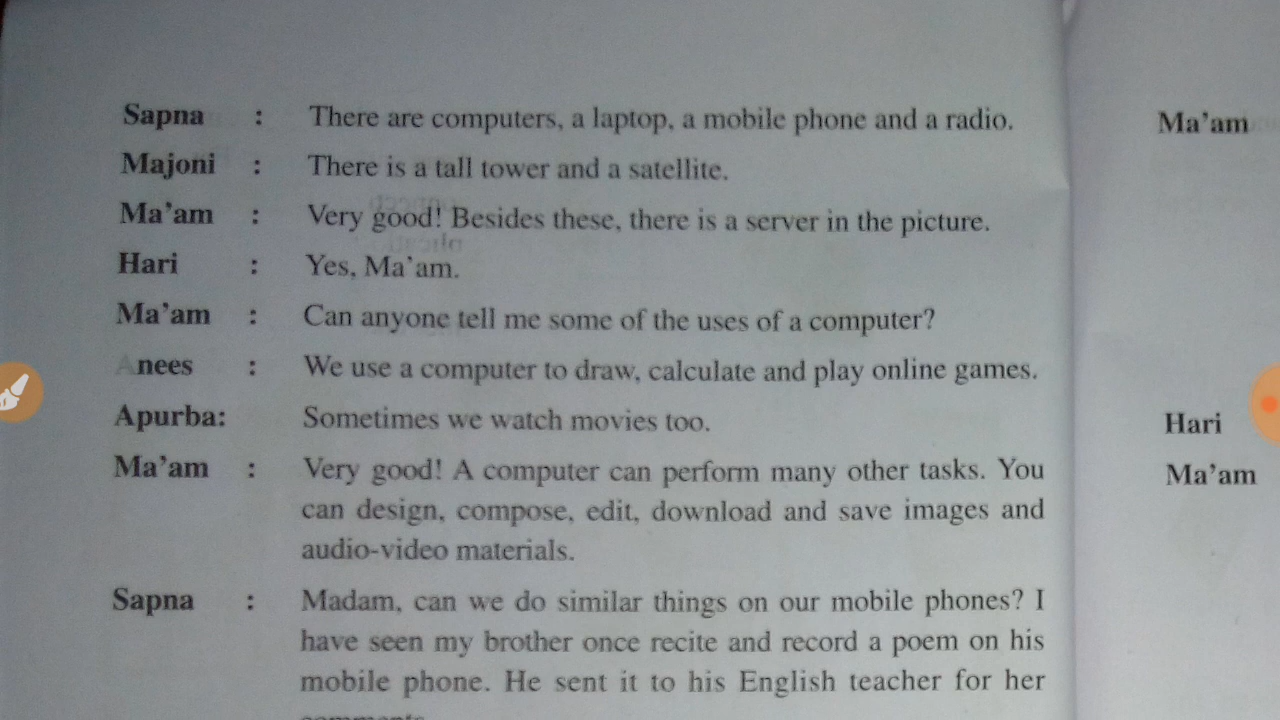 Sapna : There are computers, a laptop, a mobile phone and a radio.
Majoni : There is a tall tower and a satellite.
Ma'am : Very good! Besides these, there is a server in the picture.
Hari : Yes, Ma'am.
Ma'am : Can anyone tell me some of the uses of a computer?
Anees : We use a computer to draw, calculate and play online games.
Apurba: Sometimes we watch movies too.
Ma'am : Very good! A computer can perform many other tasks. You
can design, compose, edit, download and save images and
audio-video materials.
Sapna : Madam, can we do similar things on our mobile phones? I
have seen my brother once recite and record a poem on his
mobile phone. He sent it to his English teacher for her
Ma'am
Hari
Ma'am